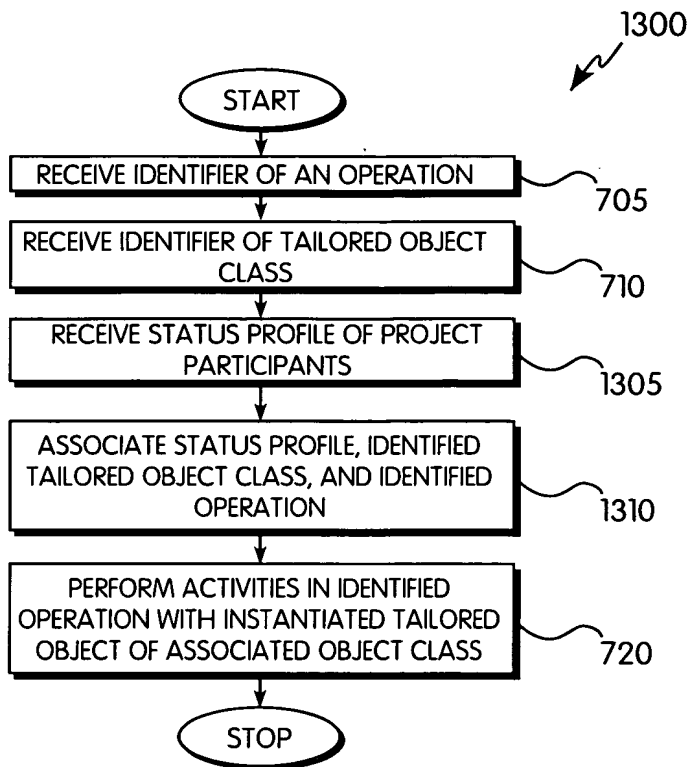 1300
START
RECEIVE IDENTIFIER OF AN OPERATION
705
RECEIVE IDENTIFIER OF TAILORED OBJECT
CLASS
710
RECEIVE STATUS PROFILE OF PROJECT
PARTICIPANTS
1305
ASSOCIATE STATUS PROFILE, IDENTIFIED
TAILORED OBJECT CLASS, AND IDENTIFIED
OPERATION
1310
PERFORM ACTIVITIES IN IDENTIFIED
OPERATION WITH INSTANTIATED TAILORED
OBJECT OF ASSOCIATED OBJECT CLASS
720
STOP